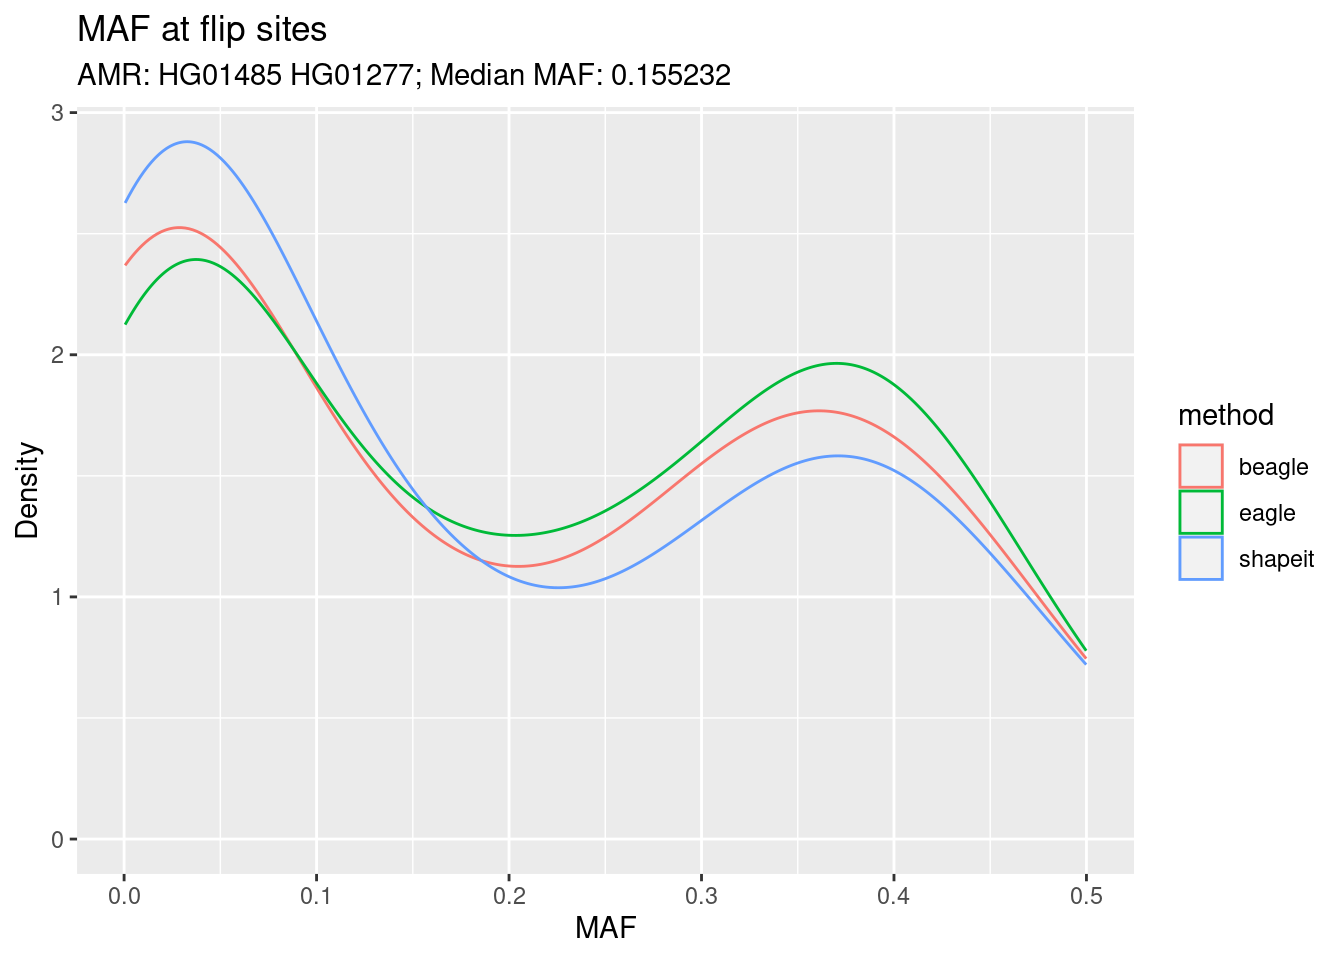 MAF at flip sites
AMR: HG01485 HG01277; Median MAF: 0.155232
3
2
1
0
Density
0.0 0.1 0.2 0.3 0.4 0.5
MAF
method
beagle
eagle
shapeit